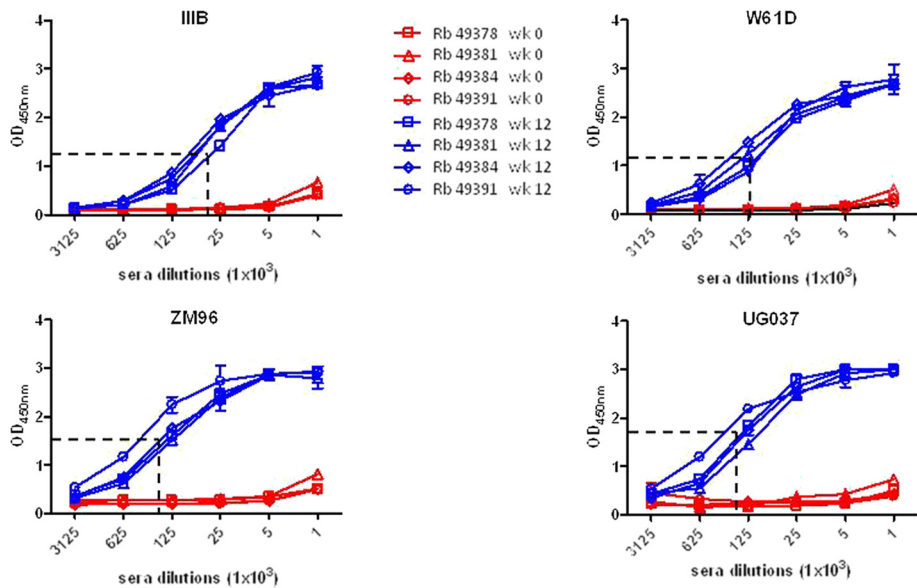 IIIB
4
3
2
1
0
OD450nm
3125
625
125
25
5
1
sera dilutions (1x10³)
Rb 49378 wk 0
Rb 49381 wk 0
Rb 49384 wk 0
Rb 49391 wk 0
Rb 49378 wk 12
Rb 49381 wk 12
Rb 49384 wk 12
Rb 49391 wk 12
W61D
4
3
2
1
0
OD450nm
3125
625
125
25
5
1
sera dilutions (1x10³)
ZM96
4
3
2
1
0
OD450nm
3125
625
125
25
5
1
sera dilutions (1x10³)
UG037
4
3
2
1
0
OD450nm
3125
625
125
25
5
1
sera dilutions (1x10³)